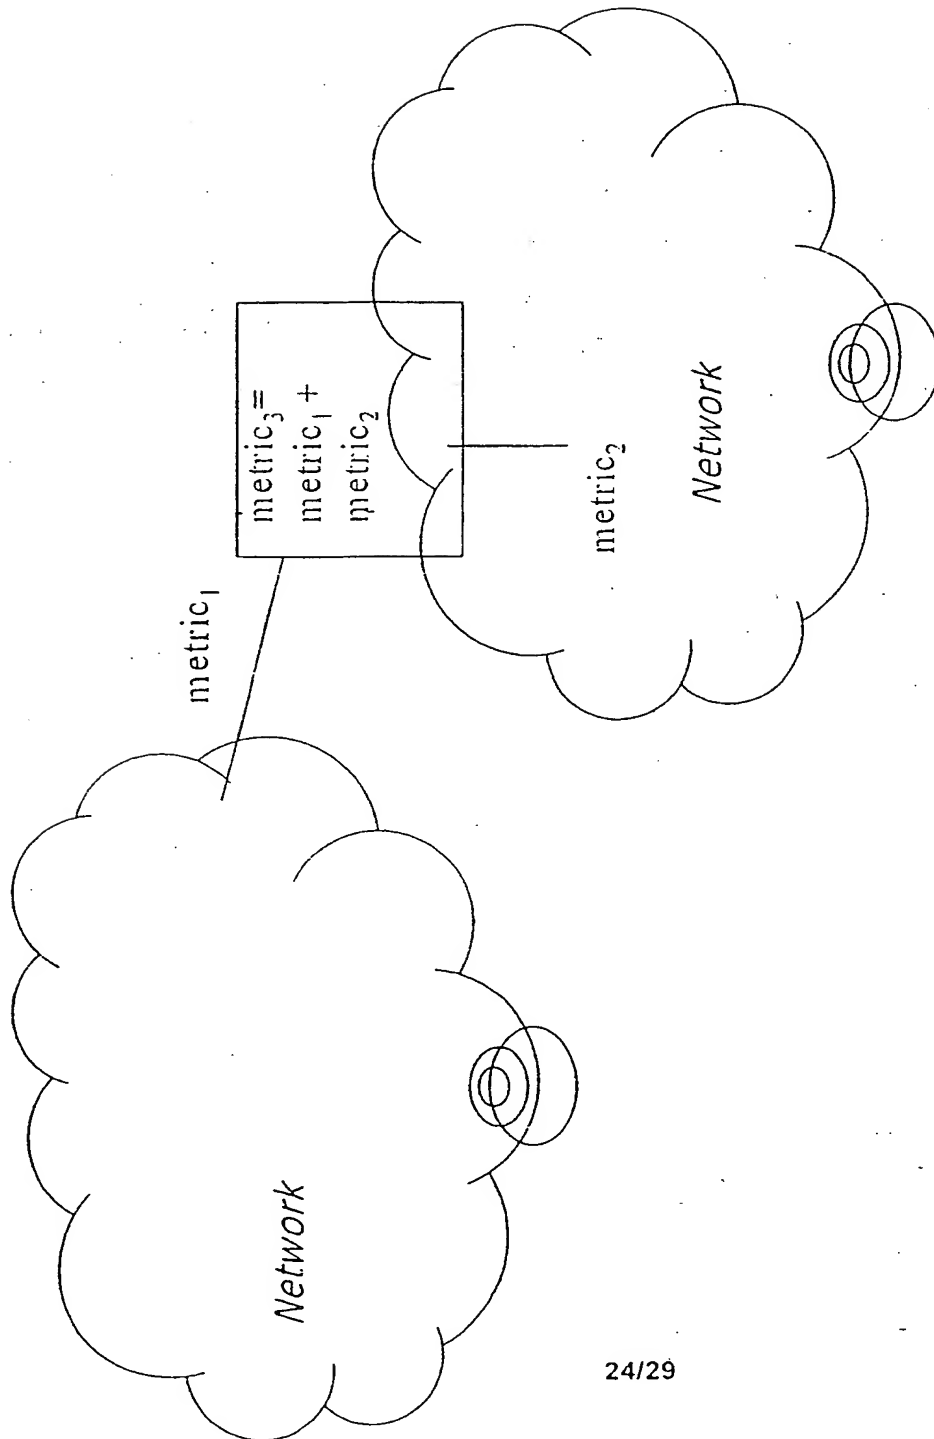 metric₁
metric₃=
metric₁ +
metric₂
metric₂
Network
Network
24/29